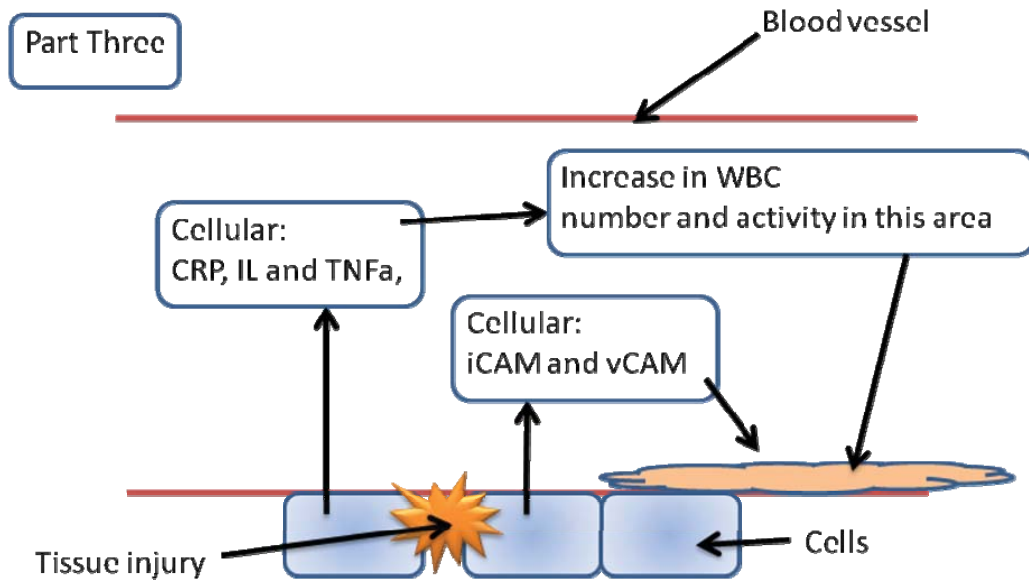 Part Three
Blood vessel
Increase in WBC
number and activity in this area
Cellular:
CRP, IL and TNFa,
Cellular:
iCAM and vCAM
Tissue injury
Cells